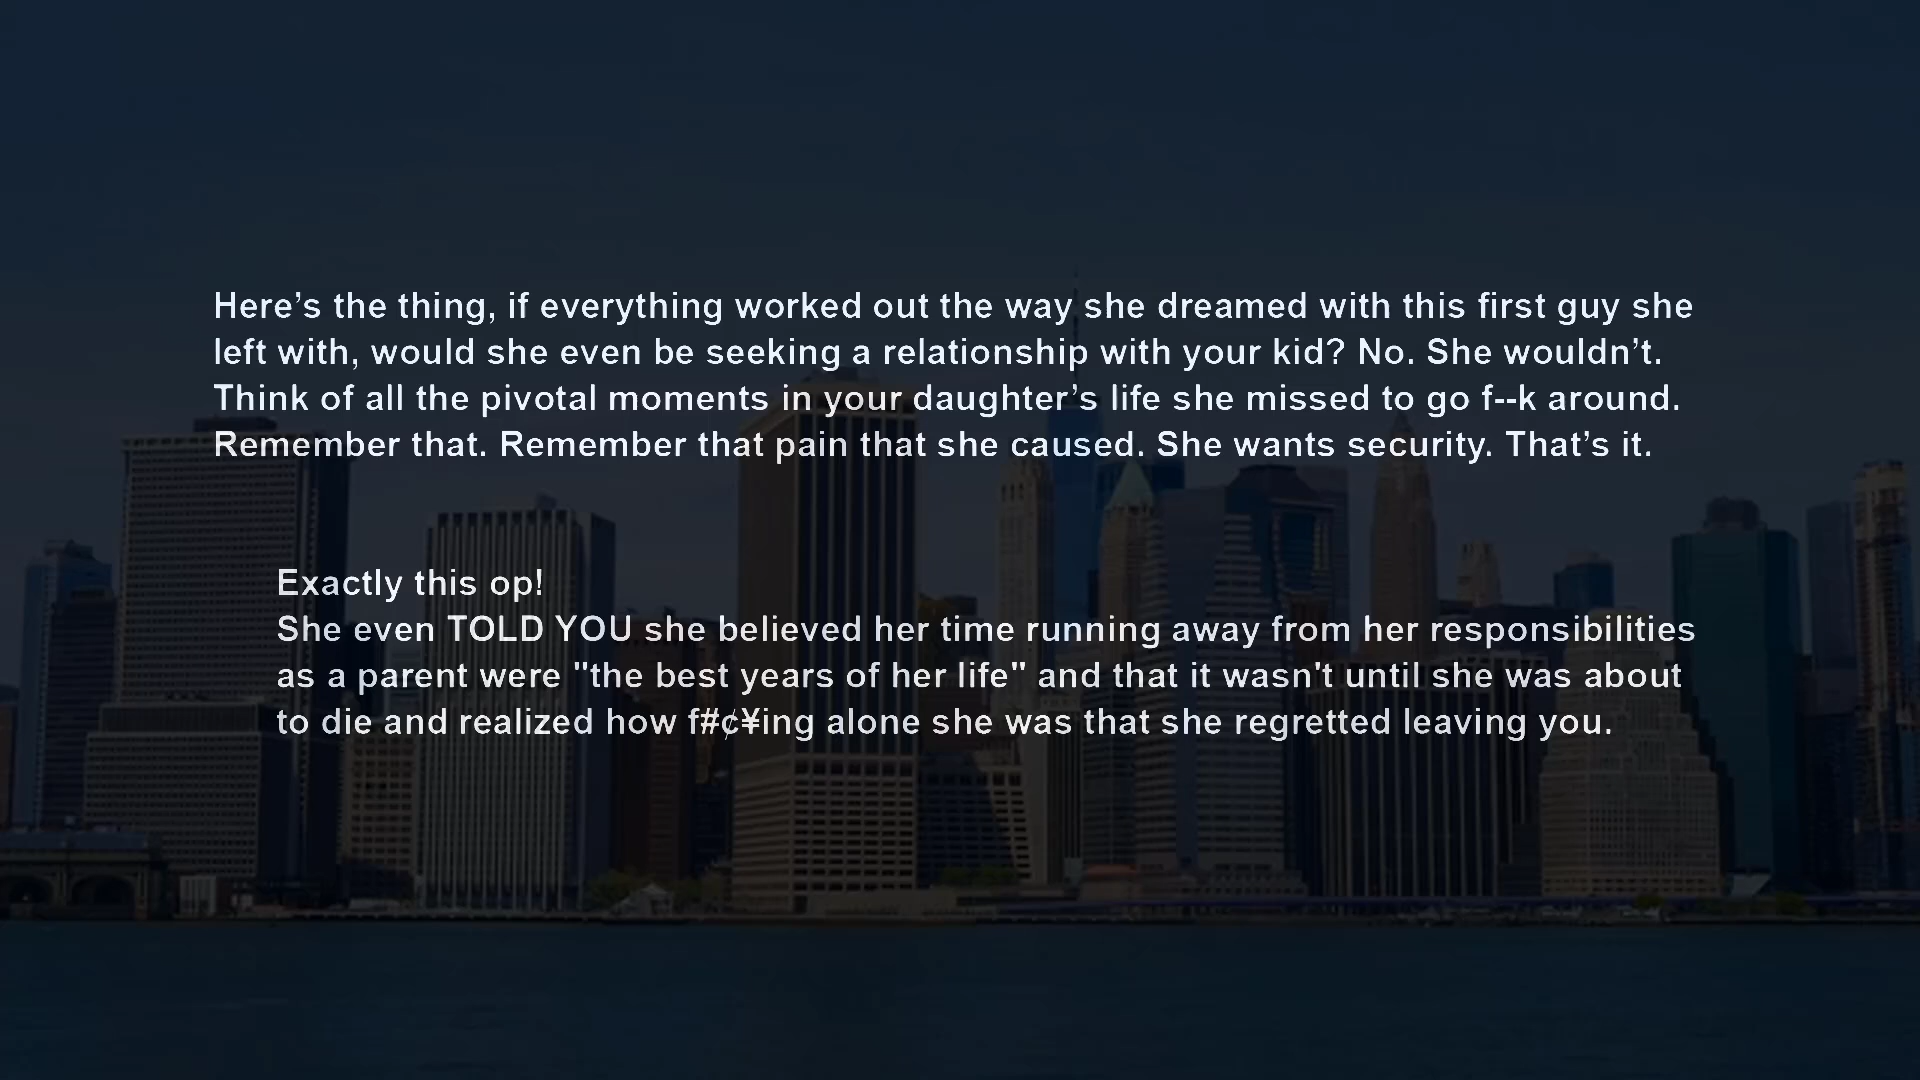 Here’s the thing, if everything worked out the way she dreamed with this first guy she
left with, would she even be seeking a relationship with your kid? No. She wouldn’t.
Think of all the pivotal moments in your daughter’s life she missed to go f--k around.
Remember that. Remember that pain that she caused. She wants security. That’s it.
Exactly this op!
She even TOLD YOU she believed her time running away from her responsibilities
as a parent were "the best years of her life" and that it wasn't until she was about
to die and realized how f#¢¥ing alone she was that she regretted leaving you.